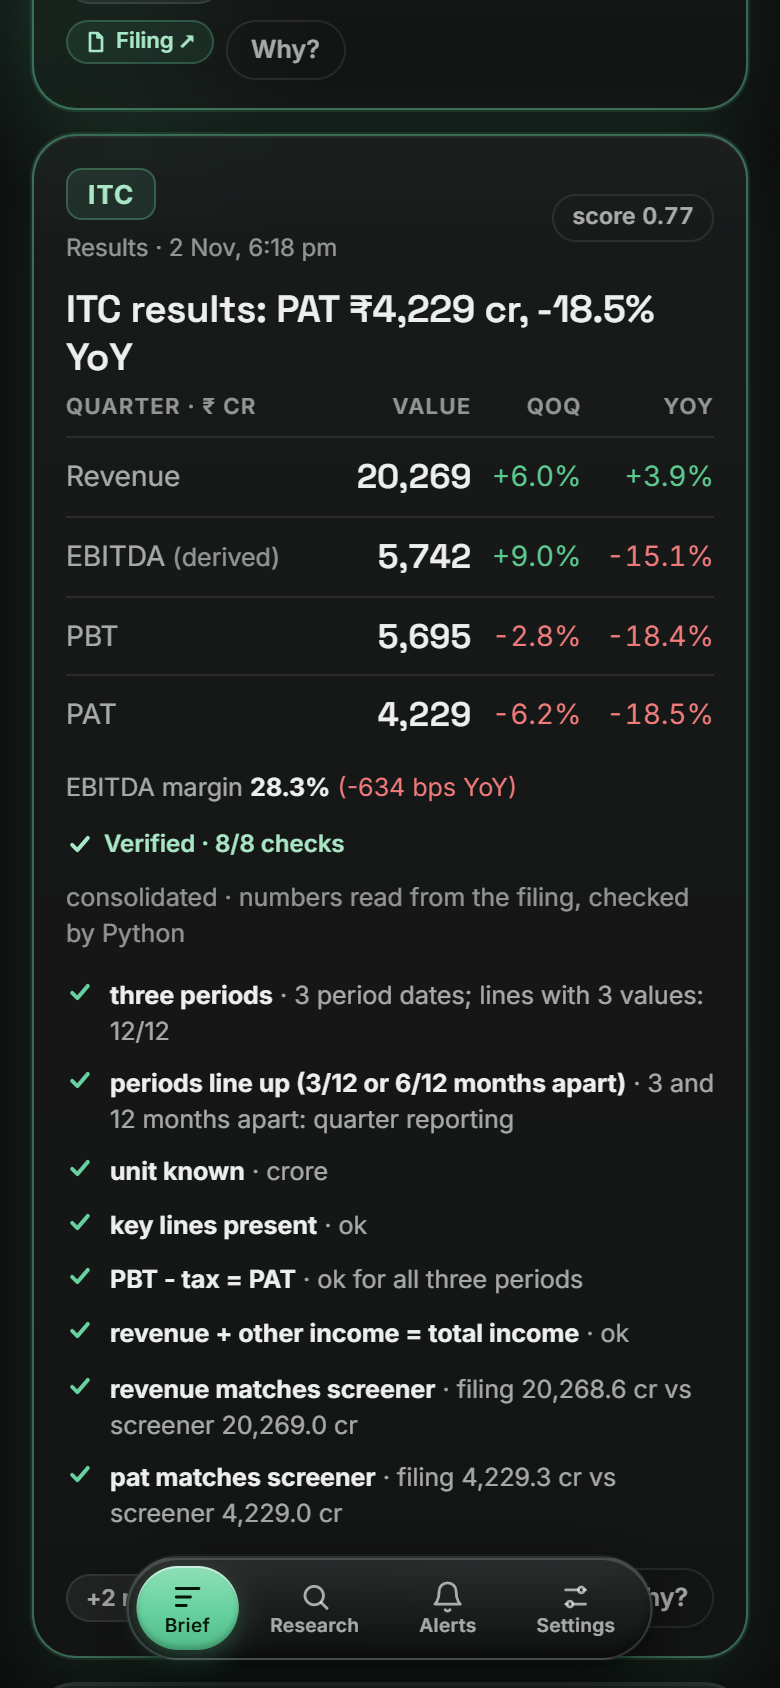 Filing ↗ Why?
ITC
score 0.77
Results · 2 Nov, 6:18 pm
ITC results: PAT ₹4,229 cr, -18.5%
YoY
QUARTER · ₹ CR VALUE QOQ YOY
Revenue 20,269 +6.0% +3.9%
EBITDA (derived) 5,742 +9.0% -15.1%
PBT 5,695 -2.8% -18.4%
PAT 4,229 -6.2% -18.5%
EBITDA margin 28.3% (-634 bps YoY)
✓ Verified · 8/8 checks
consolidated · numbers read from the filing, checked
by Python
✓ three periods · 3 period dates; lines with 3 values:
12/12
✓ periods line up (3/12 or 6/12 months apart) · 3 and
12 months apart: quarter reporting
✓ unit known · crore
✓ key lines present · ok
✓ PBT - tax = PAT · ok for all three periods
✓ revenue + other income = total income · ok
✓ revenue matches screener · filing 20,268.6 cr vs
screener 20,269.0 cr
✓ pat matches screener · filing 4,229.3 cr vs
screener 4,229.0 cr
+2
Brief Research Alerts Settings